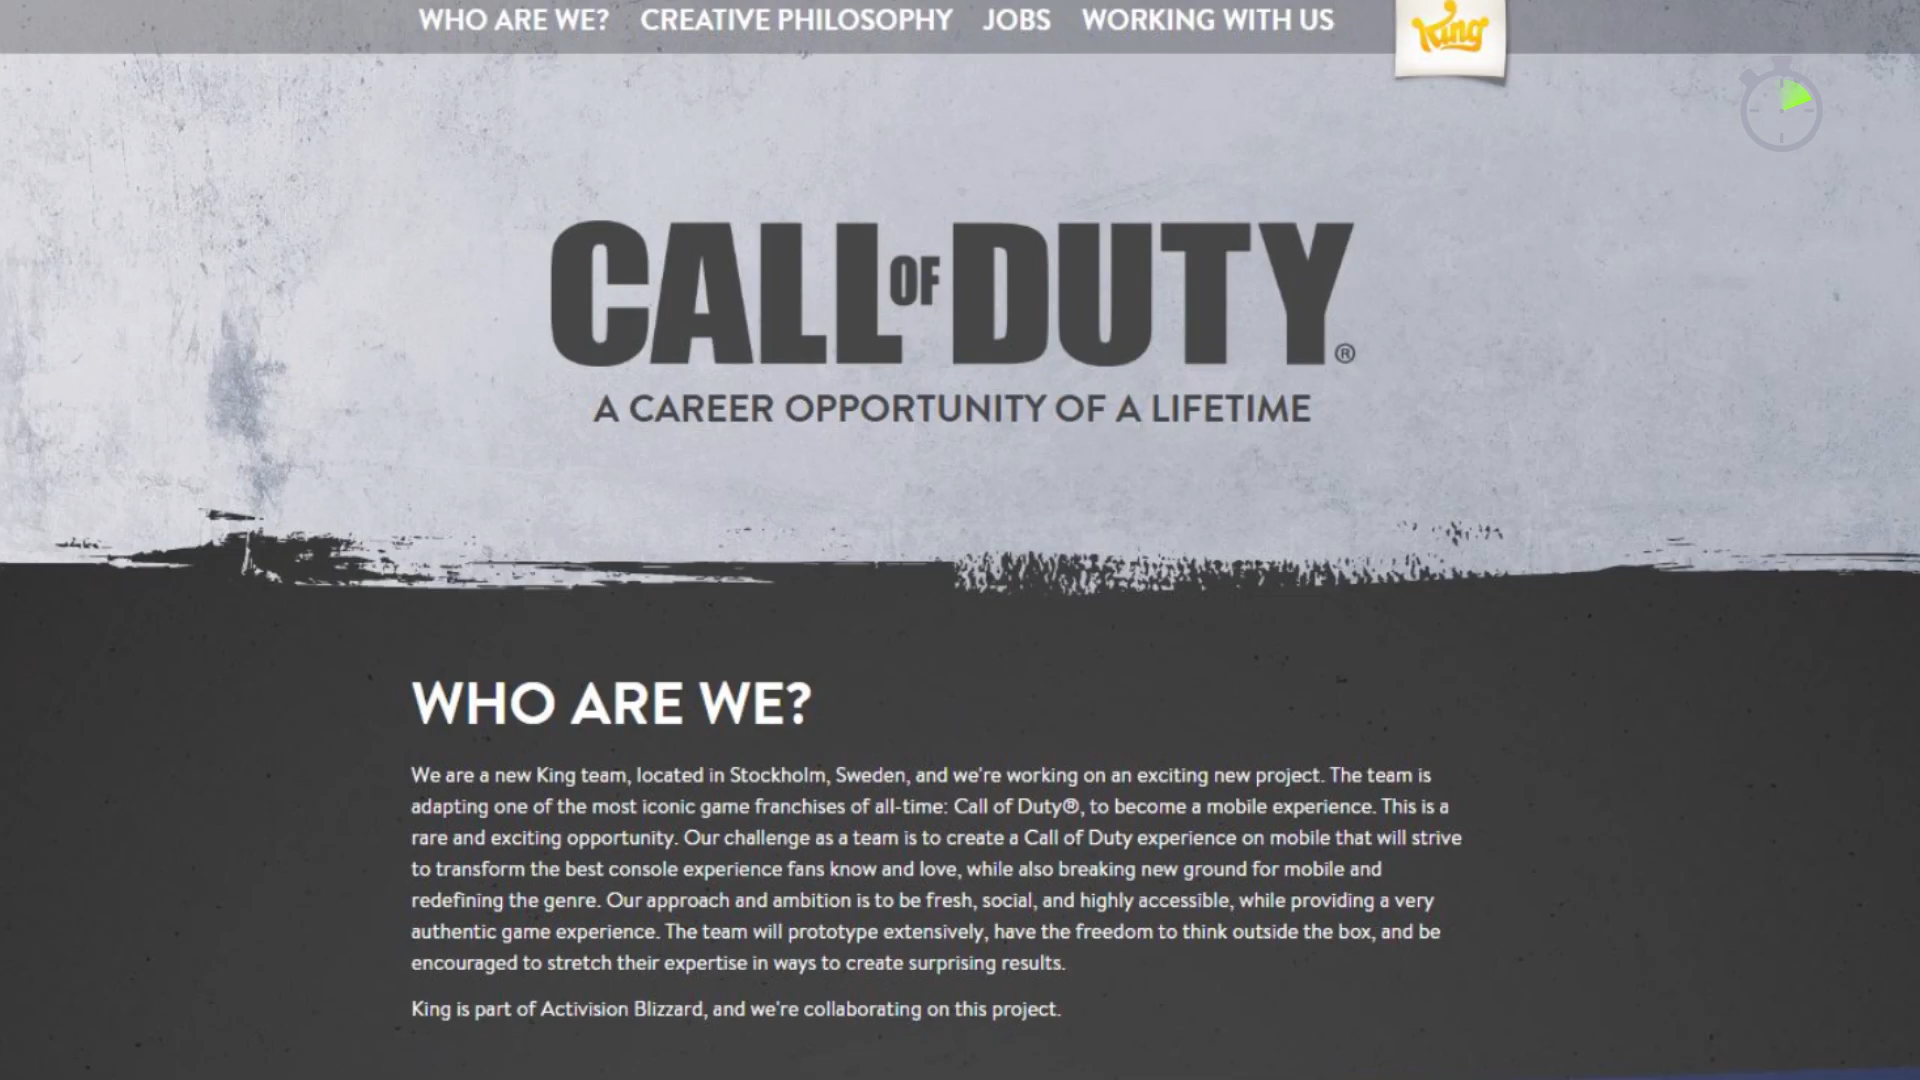 WHO ARE WE? CREATIVE PHILOSOPHY JOBS WORKING WITH US
King
CALL OF DUTY®
A CAREER OPPORTUNITY OF A LIFETIME
WHO ARE WE?
We are a new King team, located in Stockholm, Sweden, and we're working on an exciting new project. The team is
adapting one of the most iconic game franchises of all-time: Call of Duty®, to become a mobile experience. This is a
rare and exciting opportunity. Our challenge as a team is to create a Call of Duty experience on mobile that will strive
to transform the best console experience fans know and love, while also breaking new ground for mobile and
redefining the genre. Our approach and ambition is to be fresh, social, and highly accessible, while providing a very
authentic game experience. The team will prototype extensively, have the freedom to think outside the box, and be
encouraged to stretch their expertise in ways to create surprising results.
King is part of Activision Blizzard, and we're collaborating on this project.